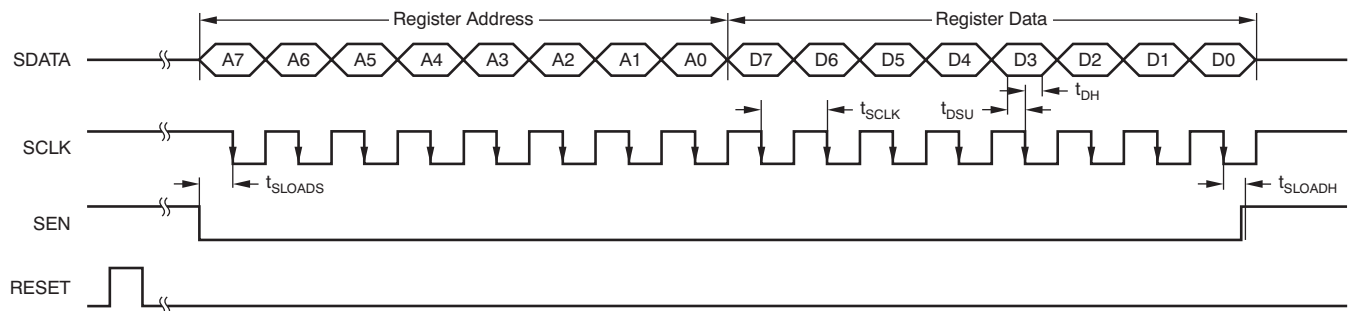 Register Address Register Data
SDATA A7 A6 A5 A4 A3 A2 A1 A0 D7 D6 D5 D4 D3 D2 D1 D0
tSCLK tDSU tDH
SCLK
tSLOADS tSLOADH
SEN
RESET